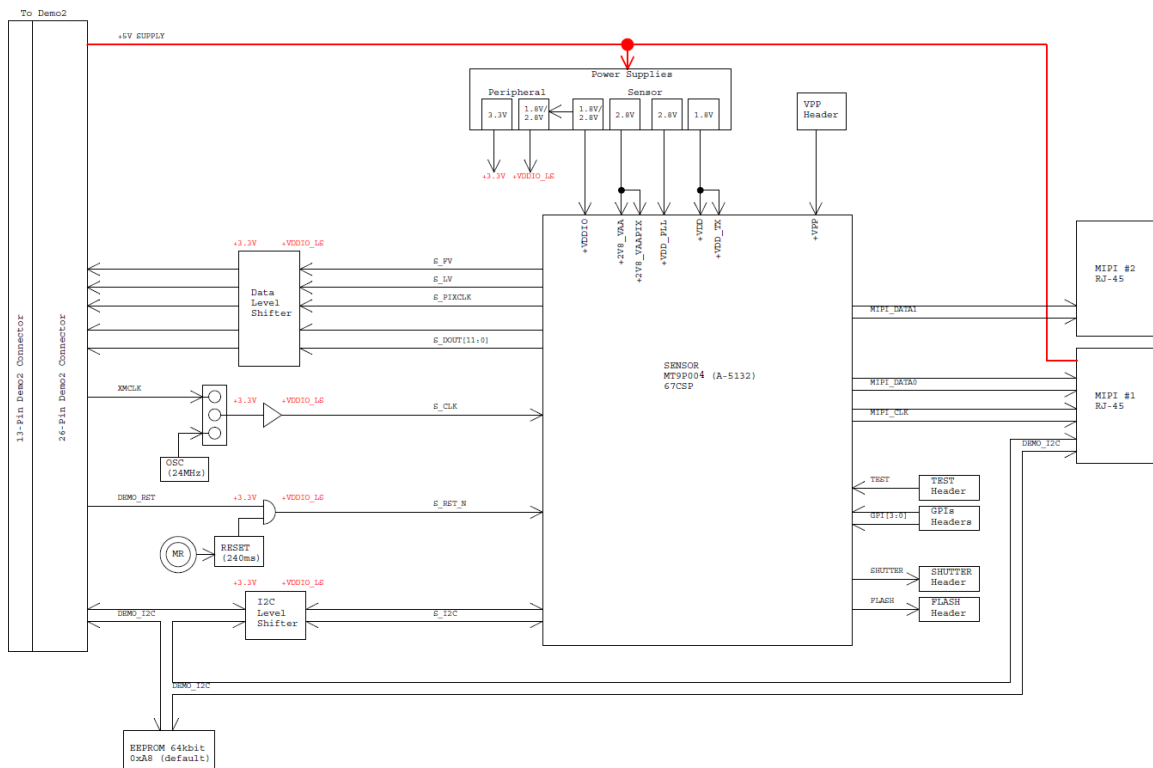 To Demo2
+5V SUPPLY
Power Supplies
Peripheral
Sensor
3.3V
1.8V/
2.8V
1.8V/
2.8V
2.8V
2.8V
1.8V
VPP
Header
+3.3V
+VDDIO_LS
+VDDIO
+2V8_VAA
+2V8_VAAPIX
+VDD_PLL
+VDD
+VDD_TX
+VPP
13-Pin Demo2 Connector
26-Pin Demo2 Connector
+3.3V
+VDDIO_LS
Data
Level
Shifter
S_FV
S_LV
S_PIXCLK
S_DOUT[11:0]
SENSOR
MT9P004 (A-5132)
67CSP
MIPI_DATA1
MIPI #2
RJ-45
MIPI_DATA0
MIPI_CLK
MIPI #1
RJ-45
DEMO_I2C
XMCLK
+3.3V
+VDDIO_LS
S_CLK
OSC
(24MHz)
DEMO_RST
+3.3V
+VDDIO_LS
S_RST_N
MR
RESET
(240ms)
TEST
TEST
Header
GPI[3:0]
GPIs
Headers
SHUTTER
SHUTTER
Header
FLASH
FLASH
Header
+3.3V
+VDDIO_LS
DEMO_I2C
I2C
Level
Shifter
S_I2C
DEMO_I2C
EEPROM 64kbit
0xA8 (default)